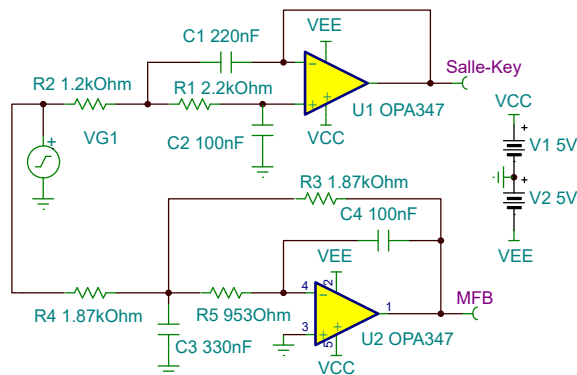 C1 220nF
VEE
R2 1.2kOhm
R1 2.2kOhm
−
+
+
Salle-Key
U1 OPA347
VG1
+
C2 100nF
VCC
VCC
+
V1 5V
+
V2 5V
VEE
R3 1.87kOhm
C4 100nF
VEE
R4 1.87kOhm
R5 953Ohm
4
2
−
1
MFB
3
+
+
5
U2 OPA347
C3 330nF
VCC